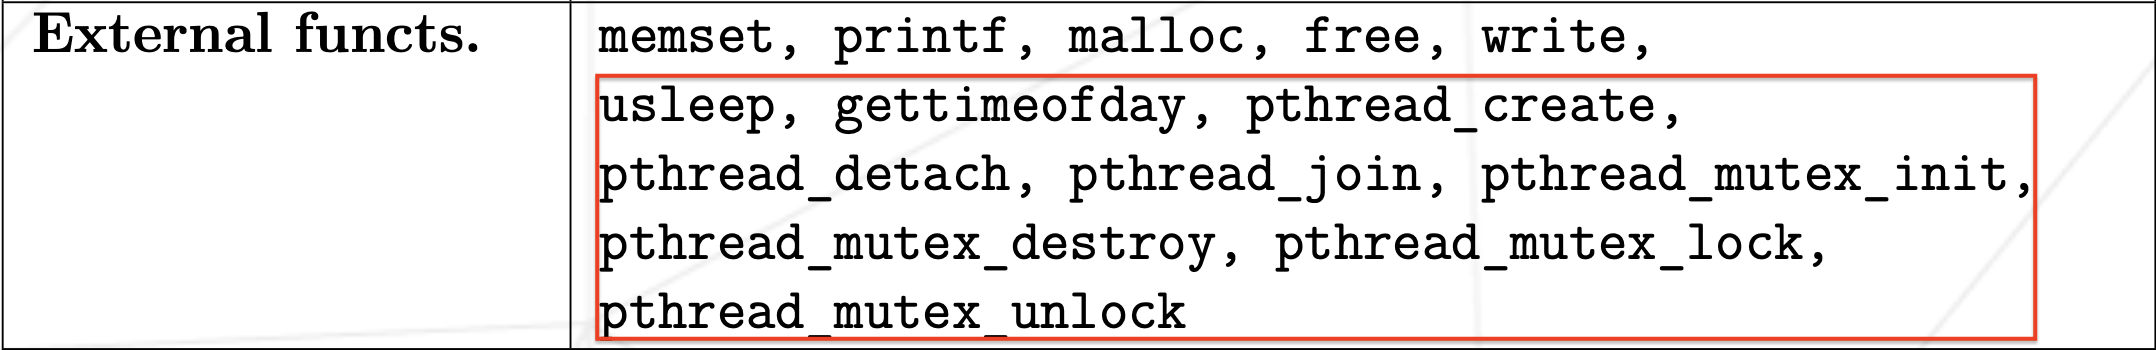 External functs.
memset, printf, malloc, free, write,
usleep, gettimeofday, pthread_create,
pthread_detach, pthread_join, pthread_mutex_init,
pthread_mutex_destroy, pthread_mutex_lock,
pthread_mutex_unlock